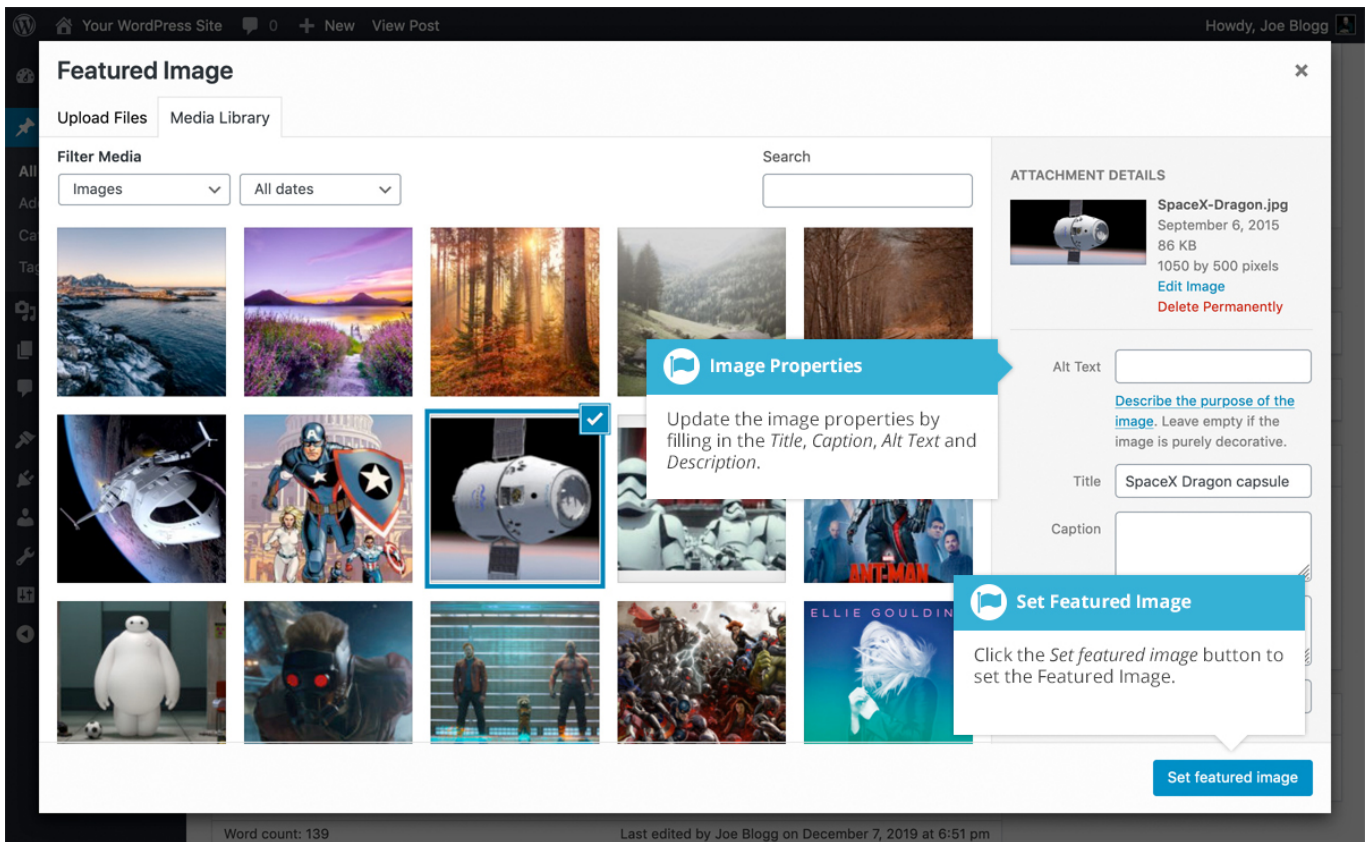 Your WordPress Site 0 New View Post Howdy, Joe Blogg
Featured Image
Upload Files Media Library
Filter Media Search
Images All dates
ATTACHMENT DETAILS
SpaceX-Dragon.jpg
September 6, 2015
86 KB
1050 by 500 pixels
Edit Image
Delete Permanently
All
Tag
Image Properties
Update the image properties by
filling in the Title, Caption, Alt Text and
Description.
Alt Text
Describe the purpose of the
image. Leave empty if the
image is purely decorative.
Title SpaceX Dragon capsule
Caption
ANT-MAN
ELLIE GOULDIN
Set Featured Image
Click the Set featured image button to
set the Featured Image.
Set featured image
Word count: 139 Last edited by Joe Blogg on December 7, 2019 at 6:51 pm